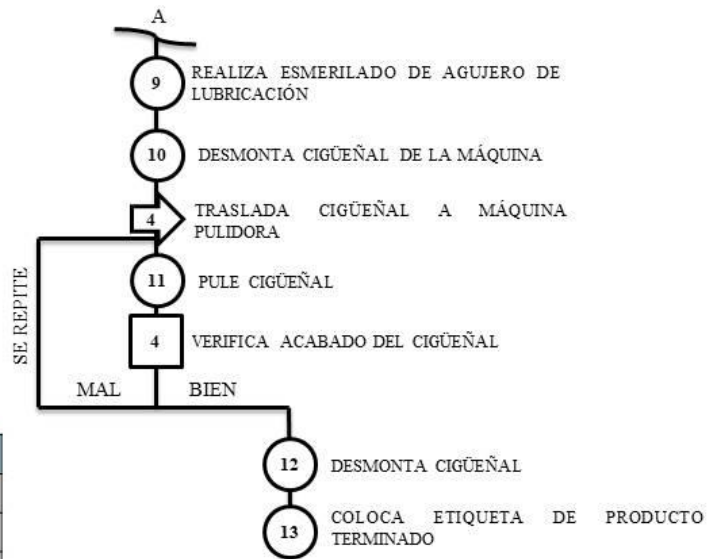 A
9
REALIZA ESMERILADO DE AGUJERO DE
LUBRICACIÓN
10
DESMONTA CIGÜEÑAL DE LA MÁQUINA
4
TRASLADA CIGÜEÑAL A MÁQUINA
PULIDORA
11
PULE CIGÜEÑAL
SE REPITE
4
VERIFICA ACABADO DEL CIGÜEÑAL
MAL
BIEN
12
DESMONTA CIGÜEÑAL
13
COLOCA ETIQUETA DE PRODUCTO
TERMINADO